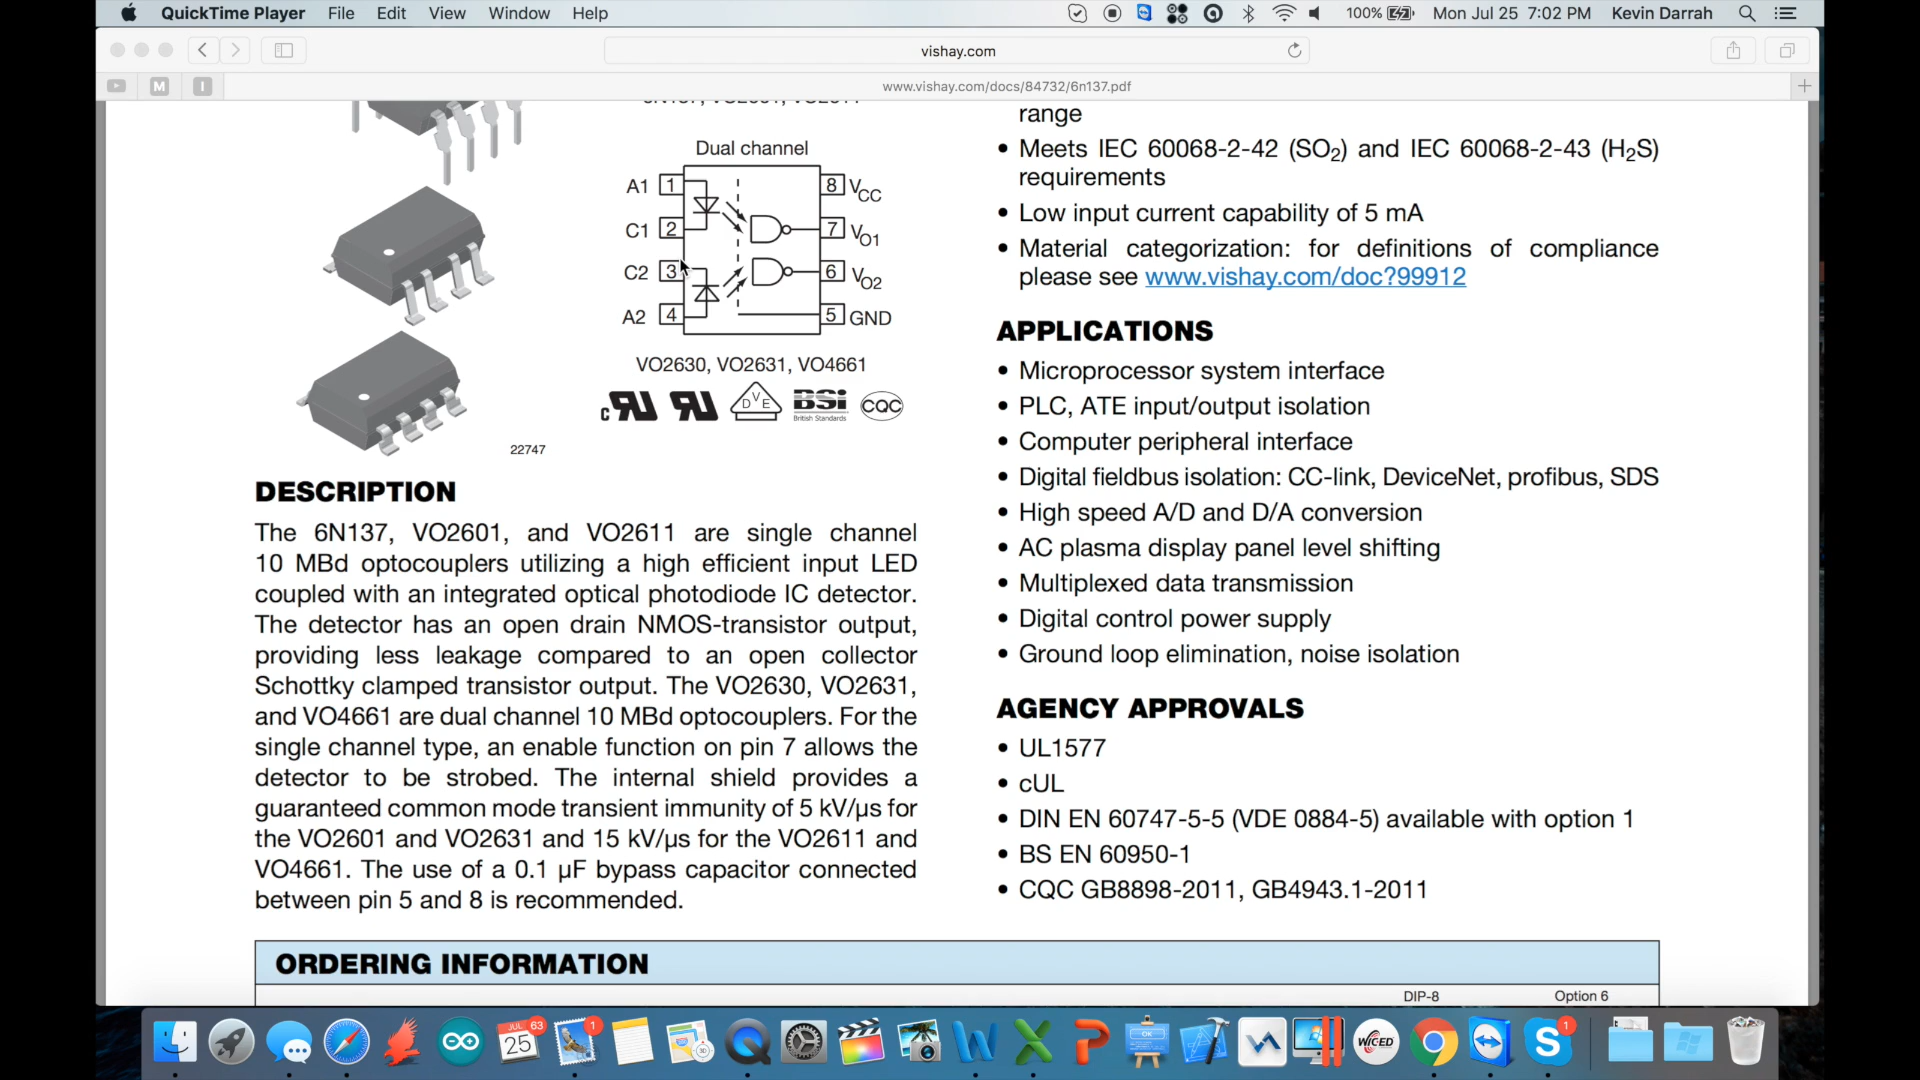 QuickTime Player File Edit View Window Help 100% Mon Jul 25 7:02 PM Kevin Darrah
vishay.com
M I www.vishay.com/docs/84732/6n137.pdf
Dual channel
A1 1 8 VCC
C1 2 7 VO1
C2 3 6 VO2
A2 4 5 GND
VO2630, VO2631, VO4661
c
DVE BSi CQC
British Standards
22747
DESCRIPTION
The 6N137, VO2601, and VO2611 are single channel
10 MBd optocouplers utilizing a high efficient input LED
coupled with an integrated optical photodiode IC detector.
The detector has an open drain NMOS-transistor output,
providing less leakage compared to an open collector
Schottky clamped transistor output. The VO2630, VO2631,
and VO4661 are dual channel 10 MBd optocouplers. For the
single channel type, an enable function on pin 7 allows the
detector to be strobed. The internal shield provides a
guaranteed common mode transient immunity of 5 kV/μs for
the VO2601 and VO2631 and 15 kV/μs for the VO2611 and
VO4661. The use of a 0.1 μF bypass capacitor connected
between pin 5 and 8 is recommended.
range
• Meets IEC 60068-2-42 (SO2) and IEC 60068-2-43 (H2S)
requirements
• Low input current capability of 5 mA
• Material categorization: for definitions of compliance
please see www.vishay.com/doc?99912
APPLICATIONS
• Microprocessor system interface
• PLC, ATE input/output isolation
• Computer peripheral interface
• Digital fieldbus isolation: CC-link, DeviceNet, profibus, SDS
• High speed A/D and D/A conversion
• AC plasma display panel level shifting
• Multiplexed data transmission
• Digital control power supply
• Ground loop elimination, noise isolation
AGENCY APPROVALS
• UL1577
• cUL
• DIN EN 60747-5-5 (VDE 0884-5) available with option 1
• BS EN 60950-1
• CQC GB8898-2011, GB4943.1-2011
ORDERING INFORMATION
DIP-8 Option 6
JUL 63 25 1 WICED 1